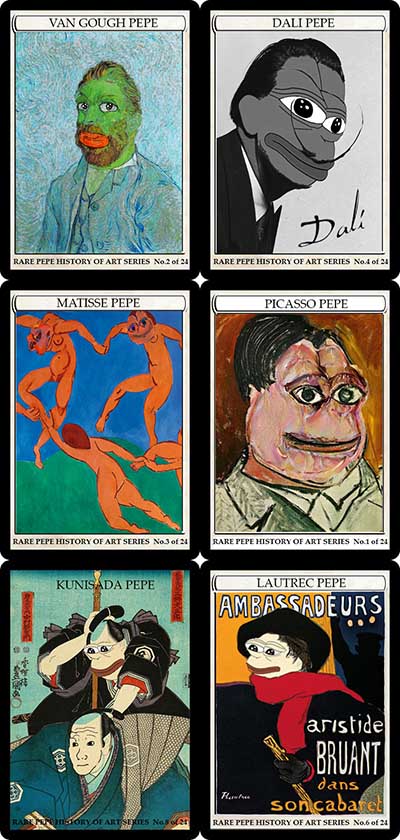 VAN GOUGH PEPE
RARE PEPE HISTORY OF ART SERIES No.2 of 24
DALI PEPE
Dalí
RARE PEPE HISTORY OF ART SERIES No.4 of 24
MATISSE PEPE
RARE PEPE HISTORY OF ART SERIES No.3 of 24
PICASSO PEPE
RARE PEPE HISTORY OF ART SERIES No.1 of 24
KUNISADA PEPE
RARE PEPE HISTORY OF ART SERIES No.8 of 24
LAUTREC PEPE
AMBASSADEURS...
aristide
BRUANT
dans
son cabaret
RARE PEPE HISTORY OF ART SERIES No.6 of 24